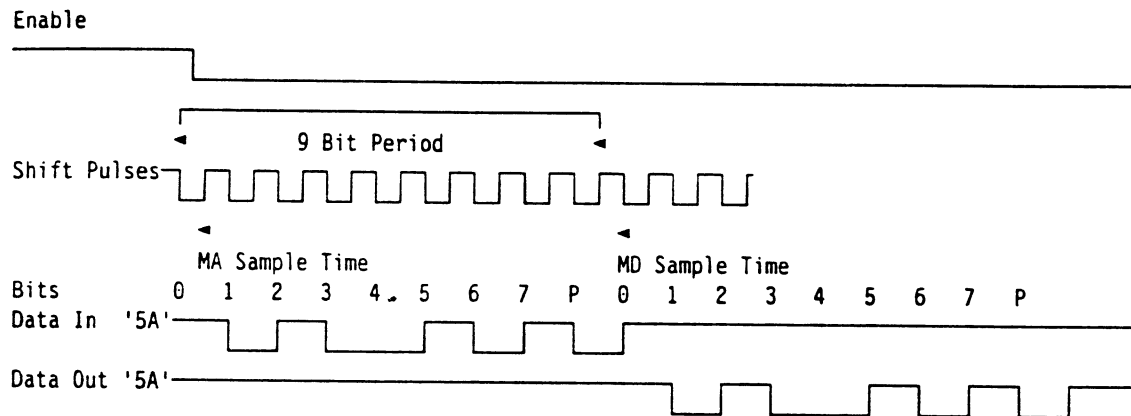 Enable
9 Bit Period
Shift Pulses
MA Sample Time MD Sample Time
Bits 0 1 2 3 4 5 6 7 P 0 1 2 3 4 5 6 7 P
Data In '5A'
Data Out '5A'